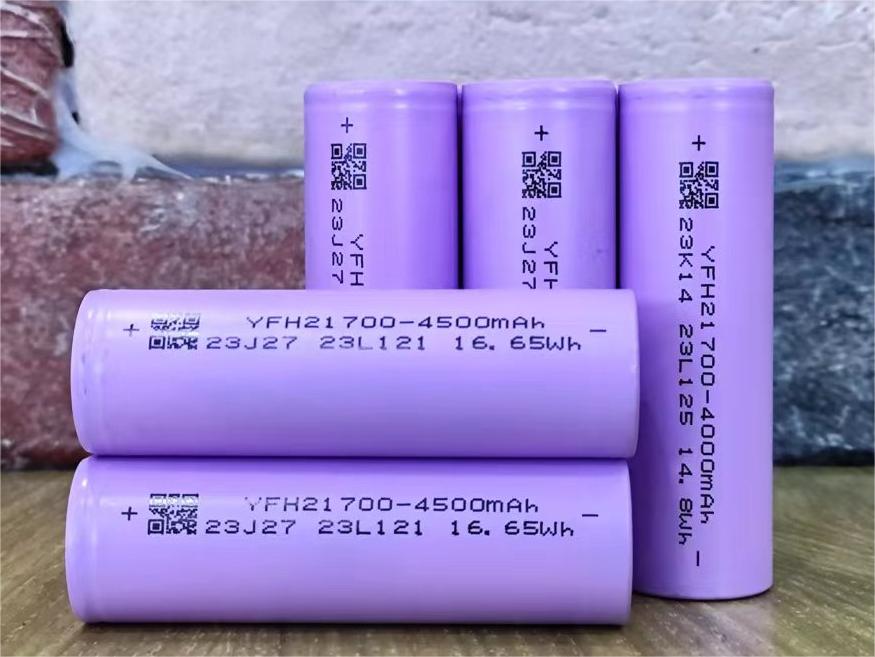 +
23J27
YFH
+
23J27
YFH
+
YFH21700-4000mAh
23K14 23L125 14.8Wh
-
+ YFH21700-4500mAh -
23J27 23L121 16.65Wh
+ YFH21700-4500mAh -
23J27 23L121 16.65Wh